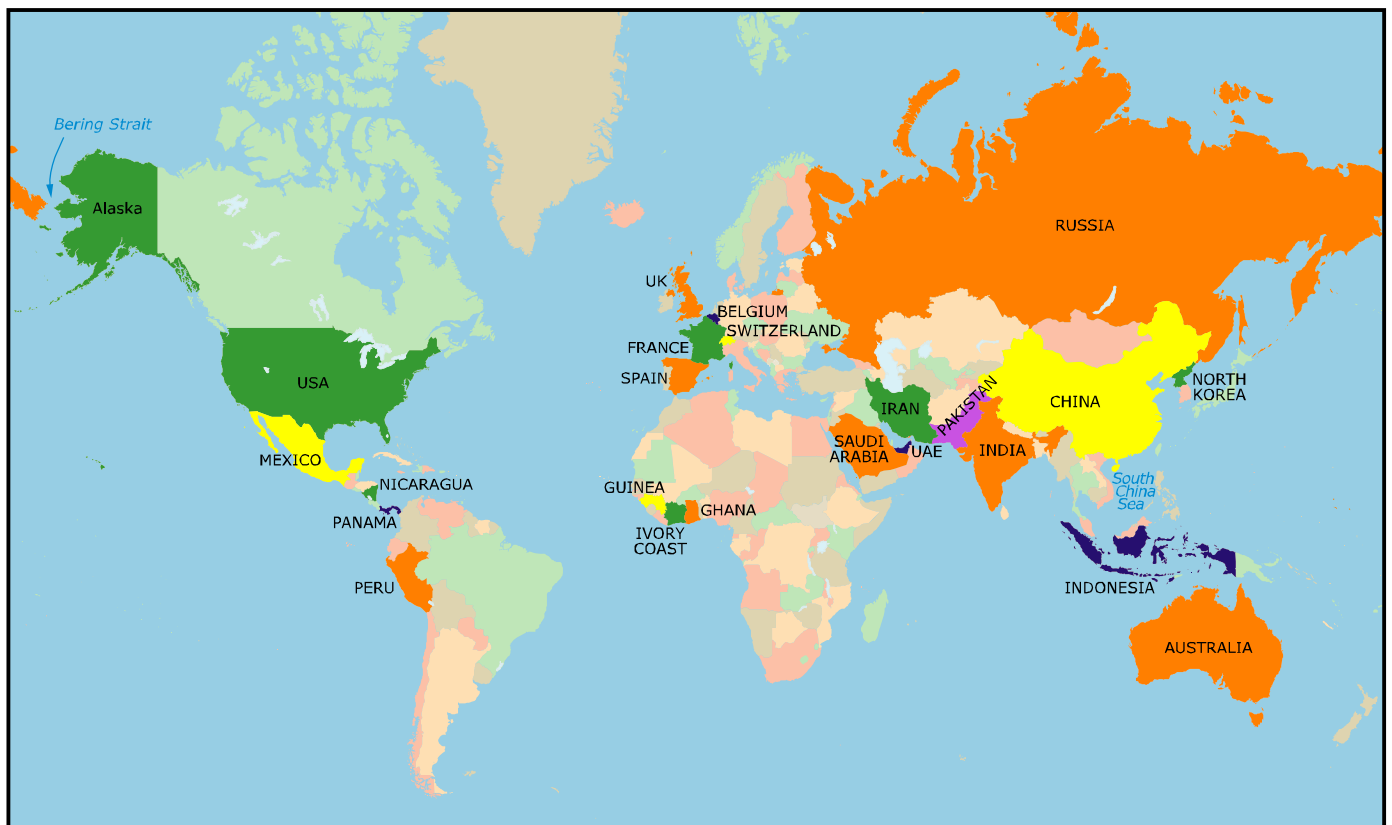 Bering Strait
Alaska
RUSSIA
UK
BELGIUM
SWITZERLAND
FRANCE
SPAIN
USA
NORTH
KOREA
CHINA
PAKISTAN
IRAN
SAUDI
ARABIA
UAE
INDIA
MEXICO
NICARAGUA
PANAMA
GUINEA
GHANA
IVORY
COAST
South
China
Sea
PERU
INDONESIA
AUSTRALIA